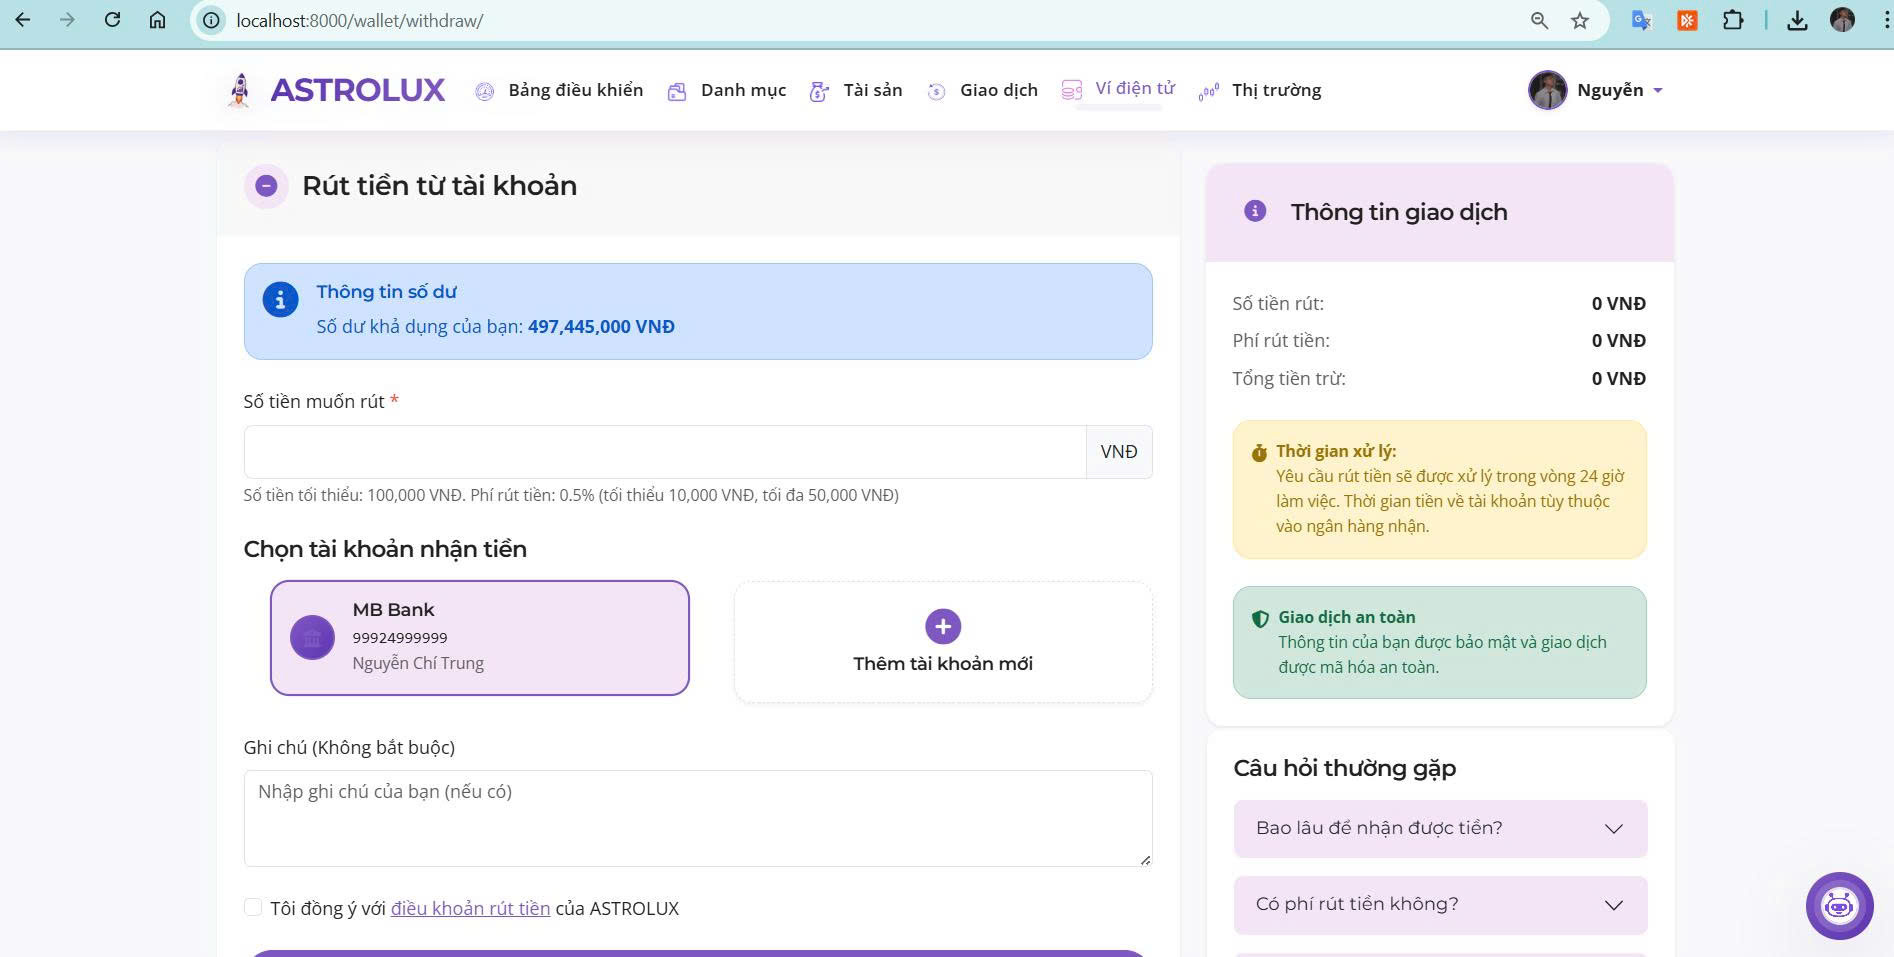 localhost:8000/wallet/withdraw/
ASTROLUX
Bảng điều khiển
Danh mục
Tài sản
Giao dịch
Ví điện tử
Thị trường
Nguyễn
Rút tiền từ tài khoản
Thông tin số dư
Số dư khả dụng của bạn: 497,445,000 VNĐ
Số tiền muốn rút *
VNĐ
Số tiền tối thiểu: 100,000 VNĐ. Phí rút tiền: 0.5% (tối thiểu 10,000 VNĐ, tối đa 50,000 VNĐ)
Chọn tài khoản nhận tiền
MB Bank
99924999999
Nguyễn Chí Trung
Thêm tài khoản mới
Ghi chú (Không bắt buộc)
Nhập ghi chú của bạn (nếu có)
Tôi đồng ý với điều khoản rút tiền của ASTROLUX
Thông tin giao dịch
Số tiền rút: 0 VNĐ
Phí rút tiền: 0 VNĐ
Tổng tiền trừ: 0 VNĐ
Thời gian xử lý:
Yêu cầu rút tiền sẽ được xử lý trong vòng 24 giờ
làm việc. Thời gian tiền về tài khoản tùy thuộc
vào ngân hàng nhận.
Giao dịch an toàn
Thông tin của bạn được bảo mật và giao dịch
được mã hóa an toàn.
Câu hỏi thường gặp
Bao lâu để nhận được tiền?
Có phí rút tiền không?